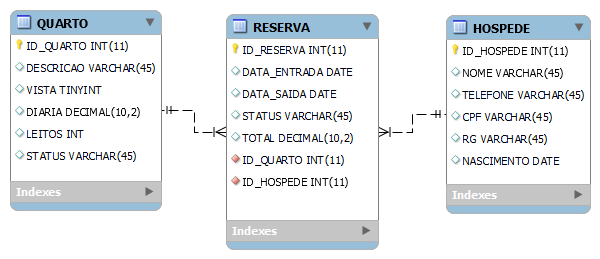 QUARTO
ID_QUARTO INT(11)
DESCRICAO VARCHAR(45)
VISTA TINYINT
DIARIA DECIMAL(10,2)
LEITOS INT
STATUS VARCHAR(45)
Indexes
RESERVA
ID_RESERVA INT(11)
DATA_ENTRADA DATE
DATA_SAIDA DATE
STATUS VARCHAR(45)
TOTAL DECIMAL(10,2)
ID_QUARTO INT(11)
ID_HOSPEDE INT(11)
Indexes
HOSPEDE
ID_HOSPEDE INT(11)
NOME VARCHAR(45)
TELEFONE VARCHAR(45)
CPF VARCHAR(45)
RG VARCHAR(45)
NASCIMENTO DATE
Indexes